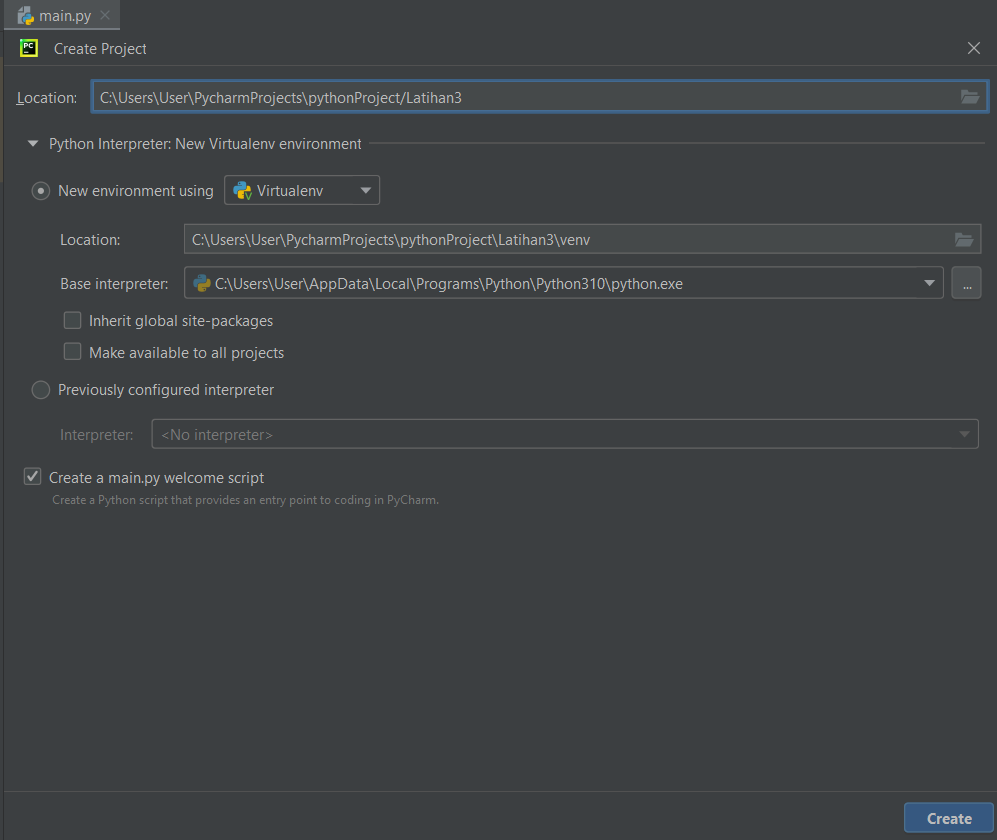 main.py
PC
Create Project
Location: C:\Users\User\PycharmProjects\pythonProject/Latihan3
Python Interpreter: New Virtualenv environment
New environment using Virtualenv
Location: C:\Users\User\PycharmProjects\pythonProject\Latihan3\venv
Base interpreter: C:\Users\User\AppData\Local\Programs\Python\Python310\python.exe ...
Inherit global site-packages
Make available to all projects
Previously configured interpreter
Interpreter: <No interpreter>
Create a main.py welcome script
Create a Python script that provides an entry point to coding in PyCharm.
Create